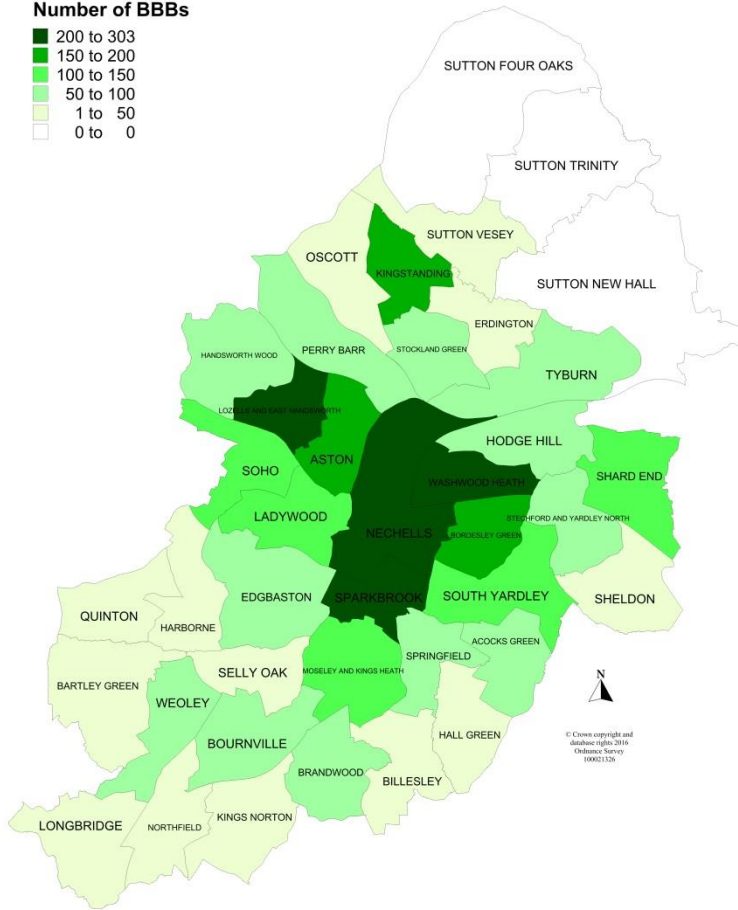 Number of BBBs
200 to 303
150 to 200
100 to 150
50 to 100
1 to 50
0 to 0
SUTTON FOUR OAKS
SUTTON TRINITY
SUTTON VESEY
OSCOTT
KINGSTANDING
SUTTON NEW HALL
ERDINGTON
HANDSWORTH WOOD
PERRY BARR
STOCKLAND GREEN
TYBURN
LOZELLS AND EAST HANDSWORTH
HODGE HILL
ASTON
SOHO
SHARD END
WASHWOOD HEATH
LADYWOOD
STECHFORD AND YARDLEY NORTH
NECHELLS
BORDESLEY GREEN
EDGBASTON
SPARKBROOK
SOUTH YARDLEY
SHELDON
QUINTON
HARBORNE
ACOCKS GREEN
SPRINGFIELD
SELLY OAK
MOSELEY AND KINGS HEATH
BARTLEY GREEN
WEOLEY
N
HALL GREEN
BOURNVILLE
© Crown copyright and
database rights 2016
Ordnance Survey
100021326
BRANDWOOD
BILLESLEY
KINGS NORTON
LONGBRIDGE
NORTHFIELD